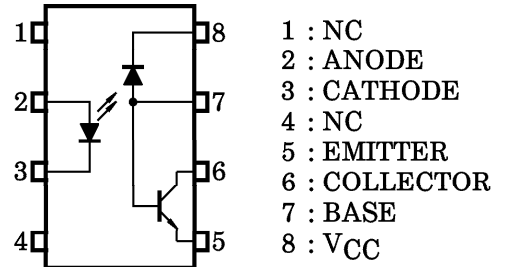 1 8 1 : NC
2 : ANODE
2 7 3 : CATHODE
4 : NC
3 6 5 : EMITTER
6 : COLLECTOR
7 : BASE
4 5 8 : VCC